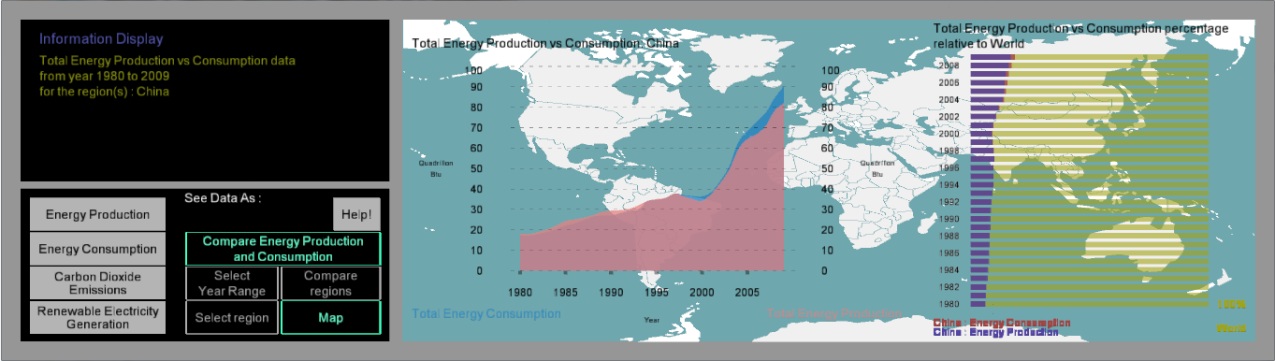 Information Display
Total Energy Production vs Consumption data
from year 1980 to 2009
for the region(s) : China
See Data As :
Energy Production
Help!
Energy Consumption
Compare Energy Production
and Consumption
Carbon Dioxide
Emissions
Select
Year Range
Compare
regions
Renewable Electricity
Generation
Select region
Map
Total Energy Production vs Consumption China
100
90
80
70
60
50
40
30
20
10
0
Quadrillon
Btu
1980 1985 1990 1995 2000 2005
Year
100
90
80
70
60
50
40
30
20
10
0
Quadrillon
Btu
Total Energy Consumption
Total Energy Production
Total Energy Production vs Consumption percentage
relative to World
2008
2006
2004
2002
2000
1998
1996
1994
1992
1990
1988
1986
1984
1982
1980
100%
World
China : Energy Consumption
China : Energy Production